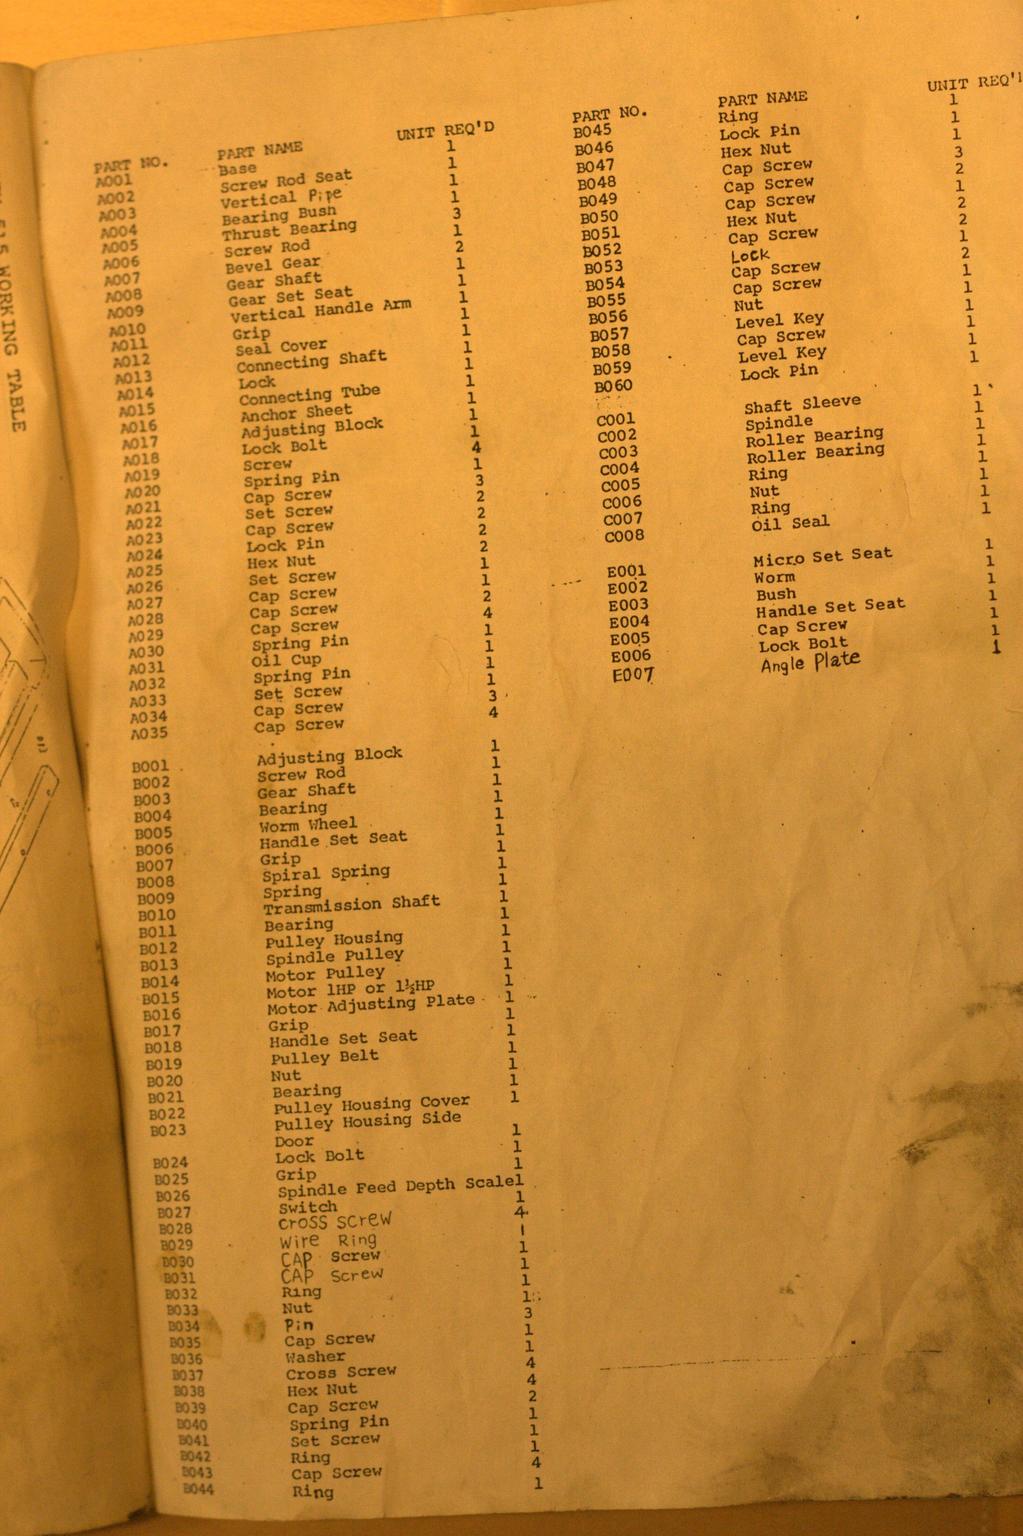 WORKING TABLE
PART NO. PART NAME UNIT REQ'D
A001 Base 1
A002 Screw Rod Seat 1
A003 Vertical Pipe 1
A004 Bearing Bush 1
A005 Thrust Bearing 3
A006 Screw Rod 1
A007 Bevel Gear 2
A008 Gear Shaft 1
A009 Gear Set Seat 1
A010 Vertical Handle Arm 1
A011 Grip 1
A012 Seal Cover 1
A013 Connecting Shaft 1
A014 Lock 1
A015 Connecting Tube 1
A016 Anchor Sheet 1
A017 Adjusting Block 1
A018 Lock Bolt 1
A019 Screw 4
A020 Spring Pin 1
A021 Cap Screw 3
A022 Set Screw 2
A023 Cap Screw 2
A024 Lock Pin 2
A025 Hex Nut 2
A026 Set Screw 1
A027 Cap Screw 1
A028 Cap Screw 2
A029 Cap Screw 4
A030 Spring Pin 1
A031 Oil Cup 1
A032 Spring Pin 1
A033 Set Screw 1
A034 Cap Screw 3
A035 Cap Screw 4
B001 Adjusting Block 1
B002 Screw Rod 1
B003 Gear Shaft 1
B004 Bearing 1
B005 Worm Wheel 1
B006 Handle Set Seat 1
B007 Grip 1
B008 Spiral Spring 1
B009 Spring 1
B010 Transmission Shaft 1
B011 Bearing 1
B012 Pulley Housing 1
B013 Spindle Pulley 1
B014 Motor Pulley 1
B015 Motor 1HP or 1½HP 1
B016 Motor Adjusting Plate 1
B017 Grip 1
B018 Handle Set Seat 1
B019 Pulley Belt 1
B020 Nut 1
B021 Bearing 1
B022 Pulley Housing Cover 1
B023 Pulley Housing Side
Door 1
B024 Lock Bolt 1
B025 Grip 1
B026 Spindle Feed Depth Scale1
B027 Switch 1
B028 cross screw 4
B029 Wire Ring 1
B030 CAP Screw 1
B031 CAP Screw 1
B032 Ring 1
B033 Nut 1
B034 Pin 3
B035 Cap Screw 1
B036 Washer 1
B037 Cross Screw 4
B038 Hex Nut 4
B039 Cap Screw 2
B040 Spring Pin 1
B041 Set Screw 1
B042 Ring 1
B043 Cap Screw 4
B044 Ring 1
PART NO. PART NAME UNIT REQ'
B045 Ring 1
B046 Lock Pin 1
B047 Hex Nut 1
B048 Cap Screw 3
B049 Cap Screw 2
B050 Cap Screw 1
B051 Hex Nut 2
B052 Cap Screw 2
B053 Lock 1
B054 Cap Screw 2
B055 Cap Screw 1
B056 Nut 1
B057 Level Key 1
B058 Cap Screw 1
B059 Level Key 1
B060 Lock Pin 1
C001 Shaft Sleeve 1
C002 Spindle 1
C003 Roller Bearing 1
C004 Roller Bearing 1
C005 Ring 1
C006 Nut 1
C007 Ring 1
C008 Oil Seal 1
E001 Micro Set Seat 1
E002 Worm 1
E003 Bush 1
E004 Handle Set Seat 1
E005 Cap Screw 1
E006 Lock Bolt 1
E007 Angle Plate 1